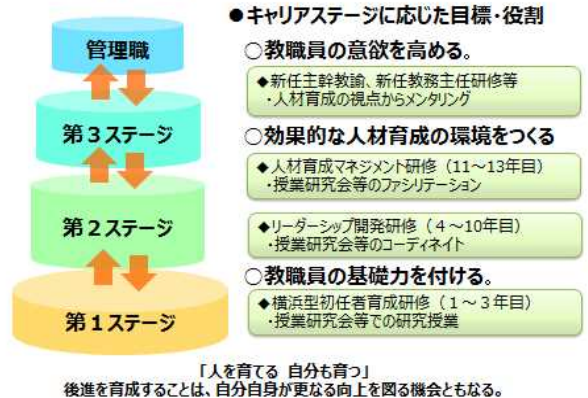 ●キャリアステージに応じた目標・役割
管理職
○教職員の意欲を高める。
◆新任主幹教諭、新任教務主任研修等
・人材育成の視点からメンタリング
第３ステージ
○効果的な人材育成の環境をつくる
◆人材育成マネジメント研修（11～13年目）
・授業研究会等のファシリテーション
第２ステージ
◆リーダーシップ開発研修（４～10年目）
・授業研究会等のコーディネイト
○教職員の基礎力を付ける。
第１ステージ
◆横浜型初任者育成研修（１～３年目）
・授業研究会等での研究授業
「人を育てる 自分も育つ」
後進を育成することは、自分自身が更なる向上を図る機会ともなる。